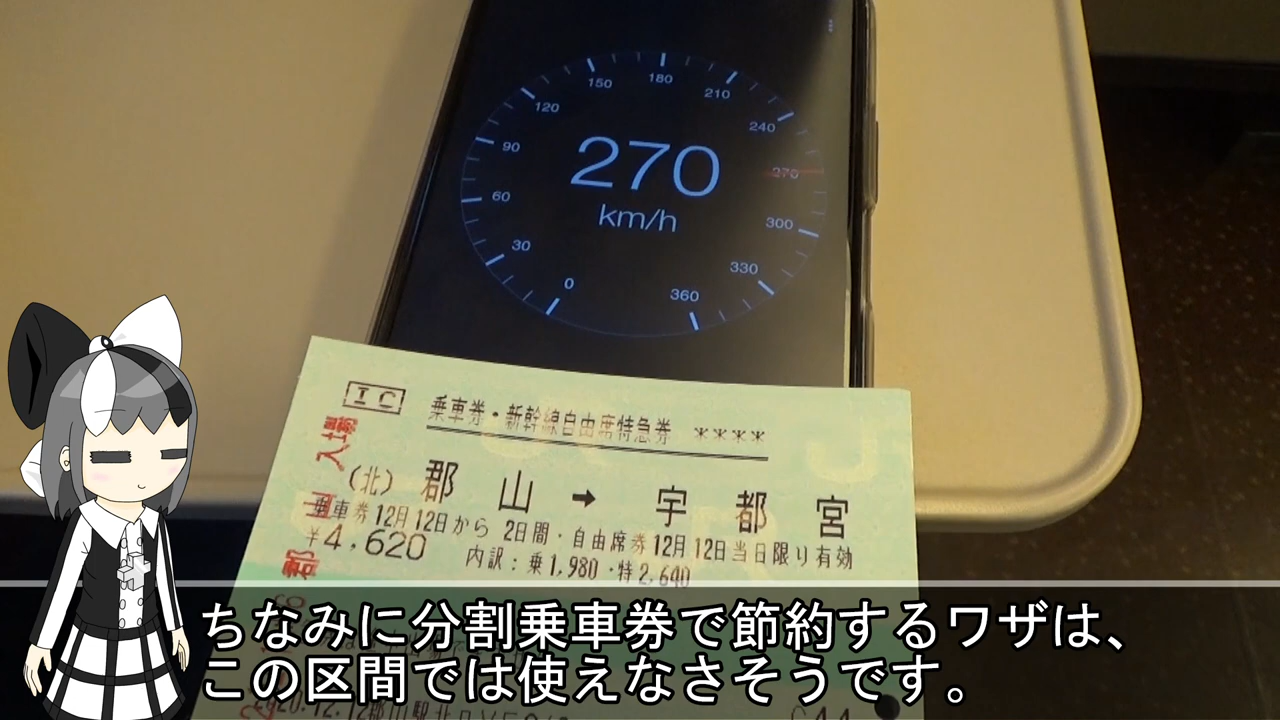 180
150
210
120
240
90
270
270
km/h
60
300
30
330
0
360
IC
乗車券・新幹線自由席特急券 ****
(北) 郡山 → 宇都宮
乗車券12月12日から 2日間・自由席券12月12日当日限り有効
¥4,620
内訳:乗1,980・特2,640
郡山 入場
ちなみに分割乗車券で節約するワザは、
この区間では使えなさそうです。